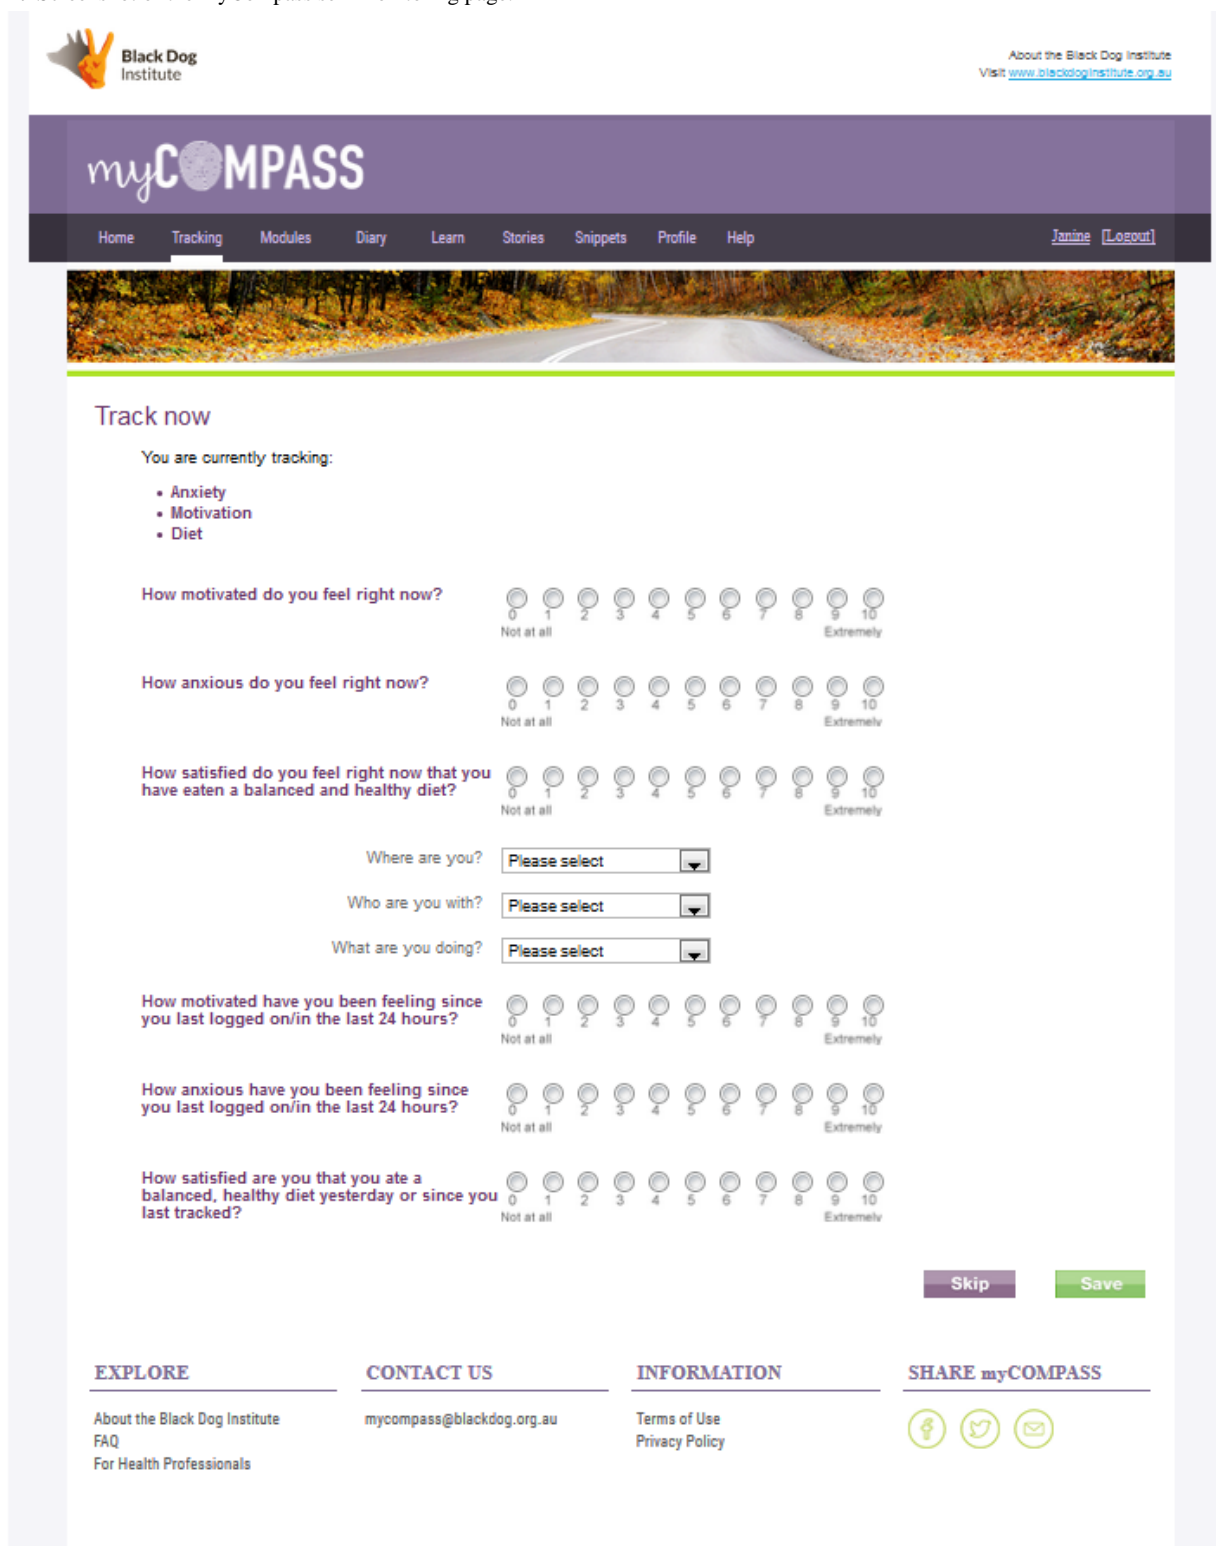 Black Dog
Institute
About the Black Dog Institute
Visit www.blackdoginstitute.org.au
myCOMPASS
Home Tracking Modules Diary Learn Stories Snippets Profile Help Janine [Logout]
Track now
You are currently tracking:
• Anxiety
• Motivation
• Diet
How motivated do you feel right now?
0 1 2 3 4 5 6 7 8 9 10
Not at all Extremely
How anxious do you feel right now?
0 1 2 3 4 5 6 7 8 9 10
Not at all Extremely
How satisfied do you feel right now that you
have eaten a balanced and healthy diet?
0 1 2 3 4 5 6 7 8 9 10
Not at all Extremely
Where are you? Please select
Who are you with? Please select
What are you doing? Please select
How motivated have you been feeling since
you last logged on/in the last 24 hours?
0 1 2 3 4 5 6 7 8 9 10
Not at all Extremely
How anxious have you been feeling since
you last logged on/in the last 24 hours?
0 1 2 3 4 5 6 7 8 9 10
Not at all Extremely
How satisfied are you that you ate a
balanced, healthy diet yesterday or since you
last tracked?
0 1 2 3 4 5 6 7 8 9 10
Not at all Extremely
Skip Save
EXPLORE
About the Black Dog Institute
FAQ
For Health Professionals
CONTACT US
mycompass@blackdog.org.au
INFORMATION
Terms of Use
Privacy Policy
SHARE myCOMPASS